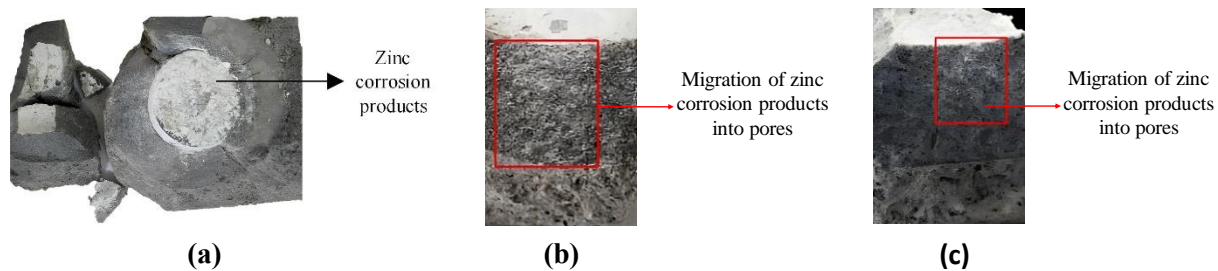 Zinc
corrosion
products
Migration of zinc
corrosion products
into pores
Migration of zinc
corrosion products
into pores
(a)
(b)
(c)